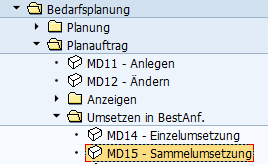 Bedarfsplanung
Planung
Planauftrag
MD11 - Anlegen
MD12 - Ändern
Anzeigen
Umsetzen in BestAnf.
MD14 - Einzelumsetzung
MD15 - Sammelumsetzung